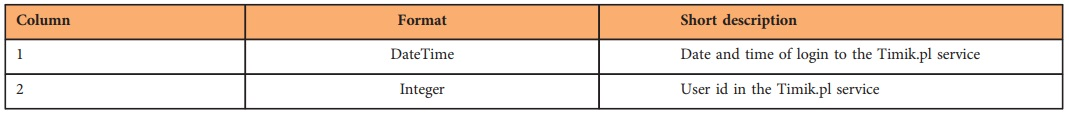 Column Format Short description
1 DateTime Date and time of login to the Timik.pl service
2 Integer User id in the Timik.pl service